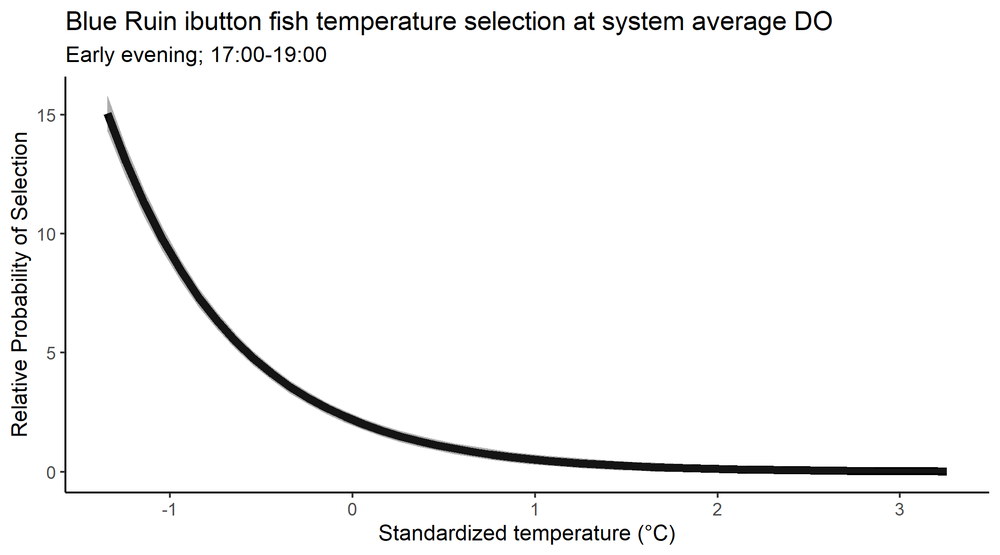 Blue Ruin ibutton fish temperature selection at system average DO
Early evening; 17:00-19:00
Relative Probability of Selection
15
10
5
0
-1
0
1
2
3
Standardized temperature (°C)